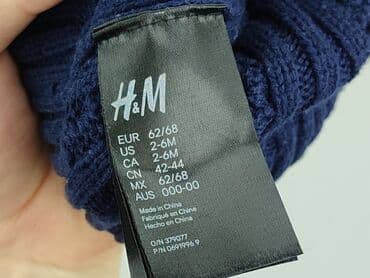 H&M
EUR 62/68
US 2-6M
CA 2-6M
CN 42-44
MX 62/68
AUS 000-00
Made in China
Fabriqué en Chine
Hecho en China
O/N 379077
P/N 0691996 9